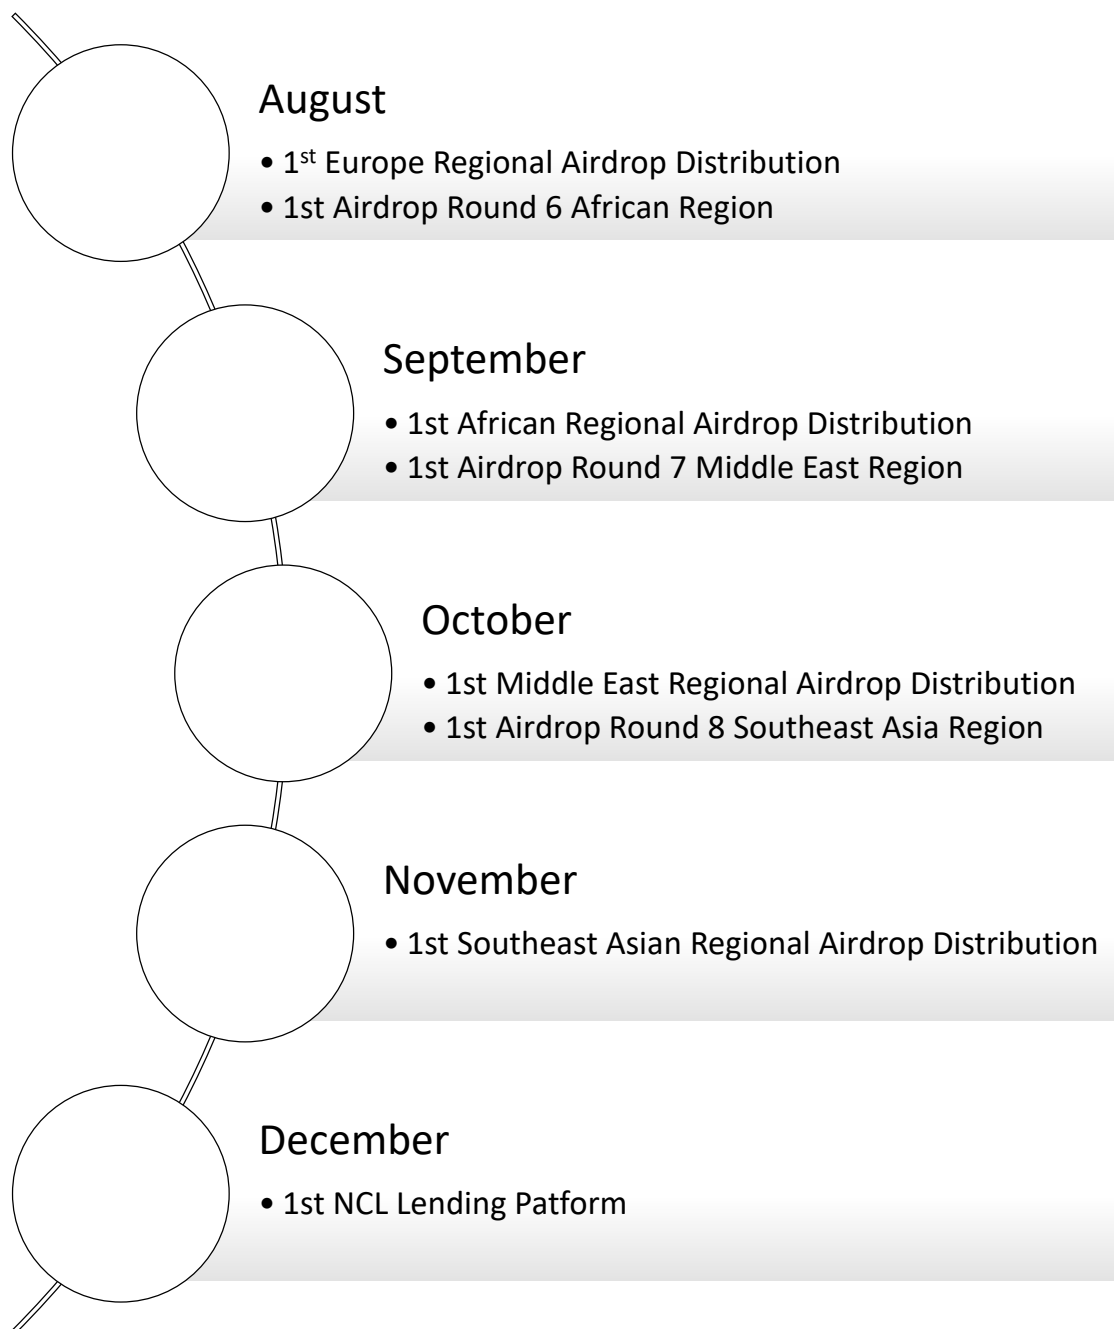 August
• 1st Europe Regional Airdrop Distribution
• 1st Airdrop Round 6 African Region
September
• 1st African Regional Airdrop Distribution
• 1st Airdrop Round 7 Middle East Region
October
• 1st Middle East Regional Airdrop Distribution
• 1st Airdrop Round 8 Southeast Asia Region
November
• 1st Southeast Asian Regional Airdrop Distribution
December
• 1st NCL Lending Patform